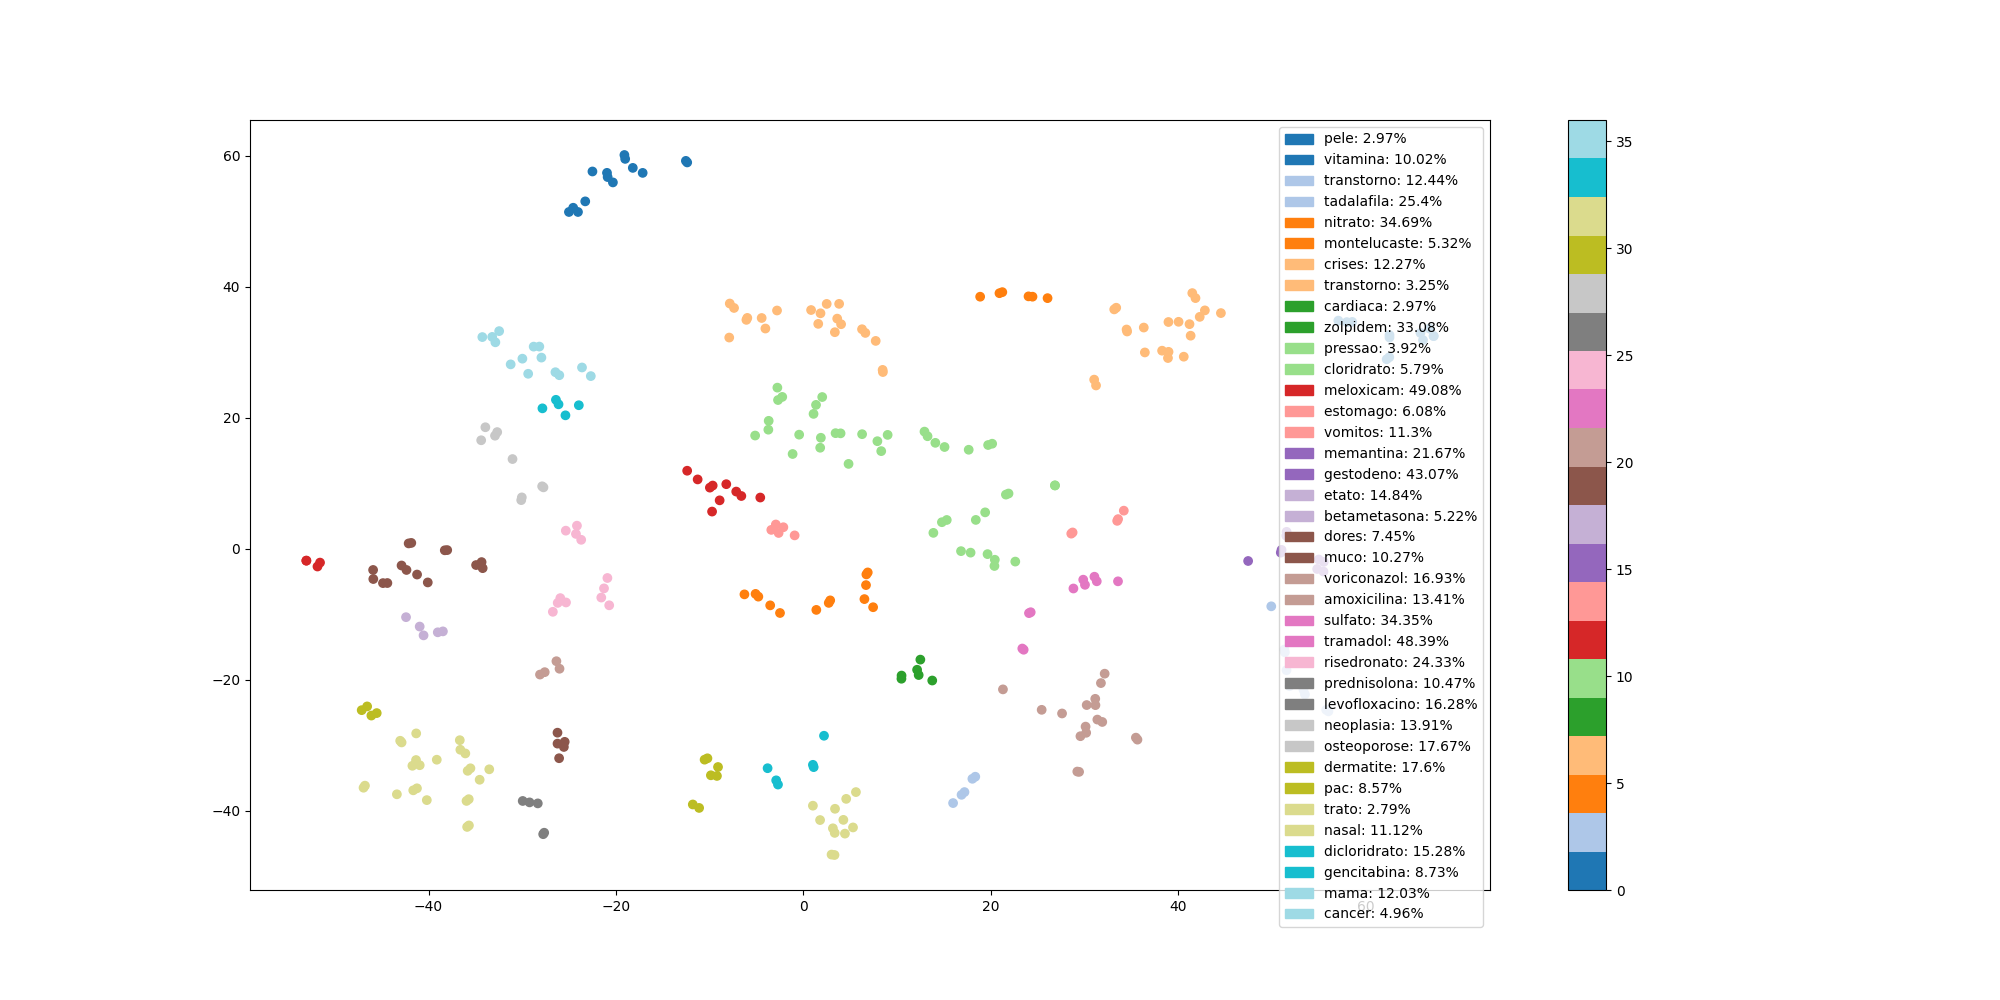 60
40
20
0
−20
−40
−40
−20
0
20
40
60
pele: 2.97%
vitamina: 10.02%
transtorno: 12.44%
tadalafila: 25.4%
nitrato: 34.69%
montelucaste: 5.32%
crises: 12.27%
transtorno: 3.25%
cardiaca: 2.97%
zolpidem: 33.08%
pressao: 3.92%
cloridrato: 5.79%
meloxicam: 49.08%
estomago: 6.08%
vomitos: 11.3%
memantina: 21.67%
gestodeno: 43.07%
etato: 14.84%
betametasona: 5.22%
dores: 7.45%
muco: 10.27%
voriconazol: 16.93%
amoxicilina: 13.41%
sulfato: 34.35%
tramadol: 48.39%
risedronato: 24.33%
prednisolona: 10.47%
levofloxacino: 16.28%
neoplasia: 13.91%
osteoporose: 17.67%
dermatite: 17.6%
pac: 8.57%
trato: 2.79%
nasal: 11.12%
dicloridrato: 15.28%
gencitabina: 8.73%
mama: 12.03%
cancer: 4.96%
35
30
25
20
15
10
5
0